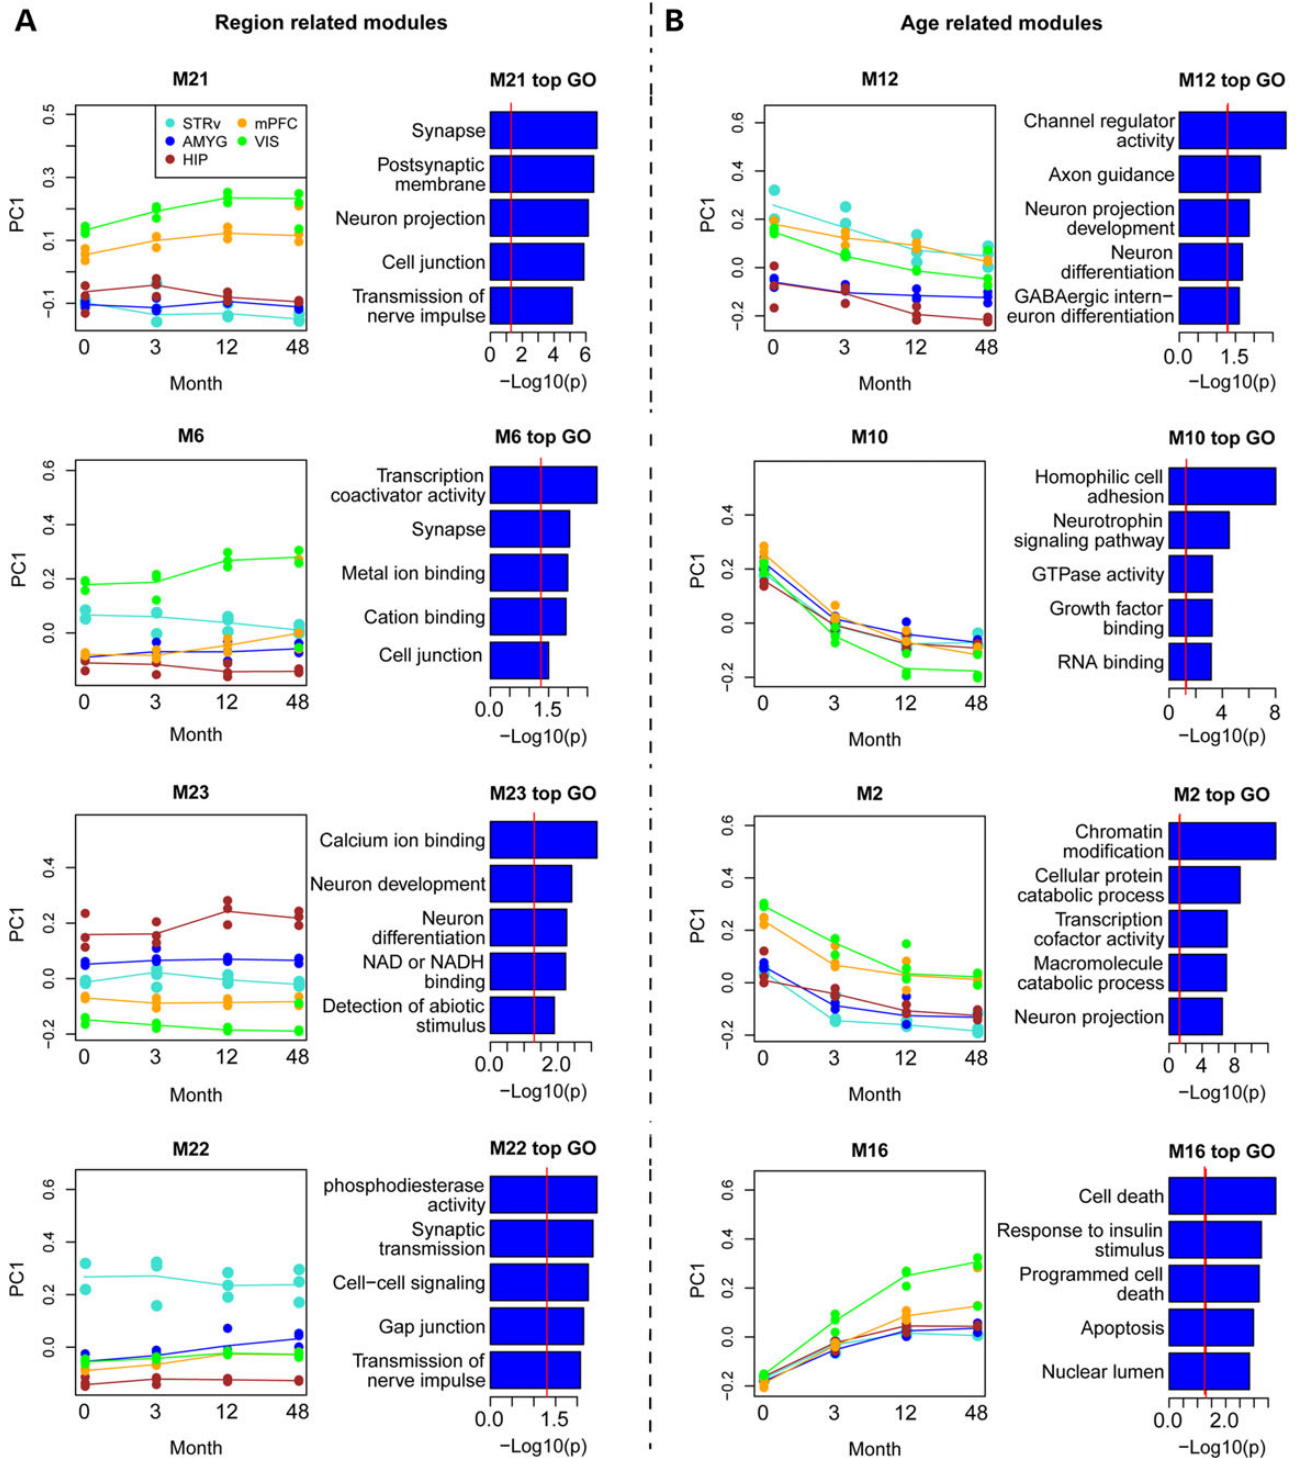 A
Region related modules
B
Age related modules
M21
0.5
0.3
0.1
−0.1
PC1
STRv
AMYG
HIP
mPFC
VIS
0
3
12
48
Month
M21 top GO
Synapse
Postsynaptic
membrane
Neuron projection
Cell junction
Transmission of
nerve impulse
0
2
4
6
−Log10(p)
M12
0.6
0.4
0.2
0.0
−0.2
PC1
0
3
12
48
Month
M12 top GO
Channel regulator
activity
Axon guidance
Neuron projection
development
Neuron
differentiation
GABAergic intern−
euron differentiation
0.0
1.5
−Log10(p)
M6
0.6
0.4
0.2
0.0
PC1
0
3
12
48
Month
M6 top GO
Transcription
coactivator activity
Synapse
Metal ion binding
Cation binding
Cell junction
0.0
1.5
−Log10(p)
M10
0.4
0.2
0.0
−0.2
PC1
0
3
12
48
Month
M10 top GO
Homophilic cell
adhesion
Neurotrophin
signaling pathway
GTPase activity
Growth factor
binding
RNA binding
0
4
8
−Log10(p)
M23
0.4
0.2
0.0
−0.2
PC1
0
3
12
48
Month
M23 top GO
Calcium ion binding
Neuron development
Neuron
differentiation
NAD or NADH
binding
Detection of abiotic
stimulus
0.0
2.0
−Log10(p)
M2
0.6
0.4
0.2
0.0
−0.2
PC1
0
3
12
48
Month
M2 top GO
Chromatin
modification
Cellular protein
catabolic process
Transcription
cofactor activity
Macromolecule
catabolic process
Neuron projection
0
4
8
−Log10(p)
M22
0.6
0.4
0.2
0.0
PC1
0
3
12
48
Month
M22 top GO
phosphodiesterase
activity
Synaptic
transmission
Cell−cell signaling
Gap junction
Transmission of
nerve impulse
0.0
1.5
−Log10(p)
M16
0.6
0.4
0.2
0.0
−0.2
PC1
0
3
12
48
Month
M16 top GO
Cell death
Response to insulin
stimulus
Programmed cell
death
Apoptosis
Nuclear lumen
0.0
2.0
−Log10(p)